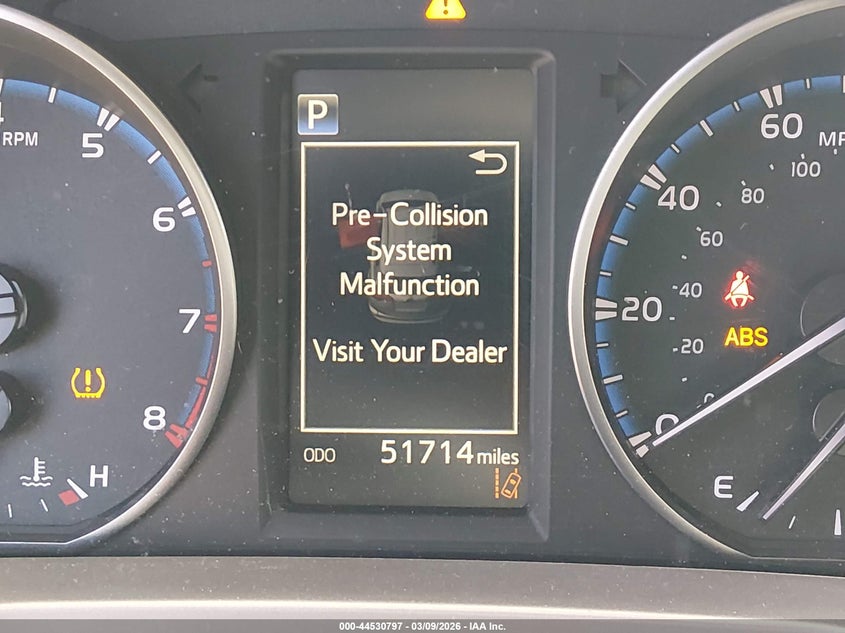 P
Pre-Collision
System
Malfunction
Visit Your Dealer
ODO 51714 miles
RPM
5
6
7
8
H
60
40
20
0
100
80
60
40
20
ABS
E
000-44530797 - 03/09/2026 - IAA Inc.